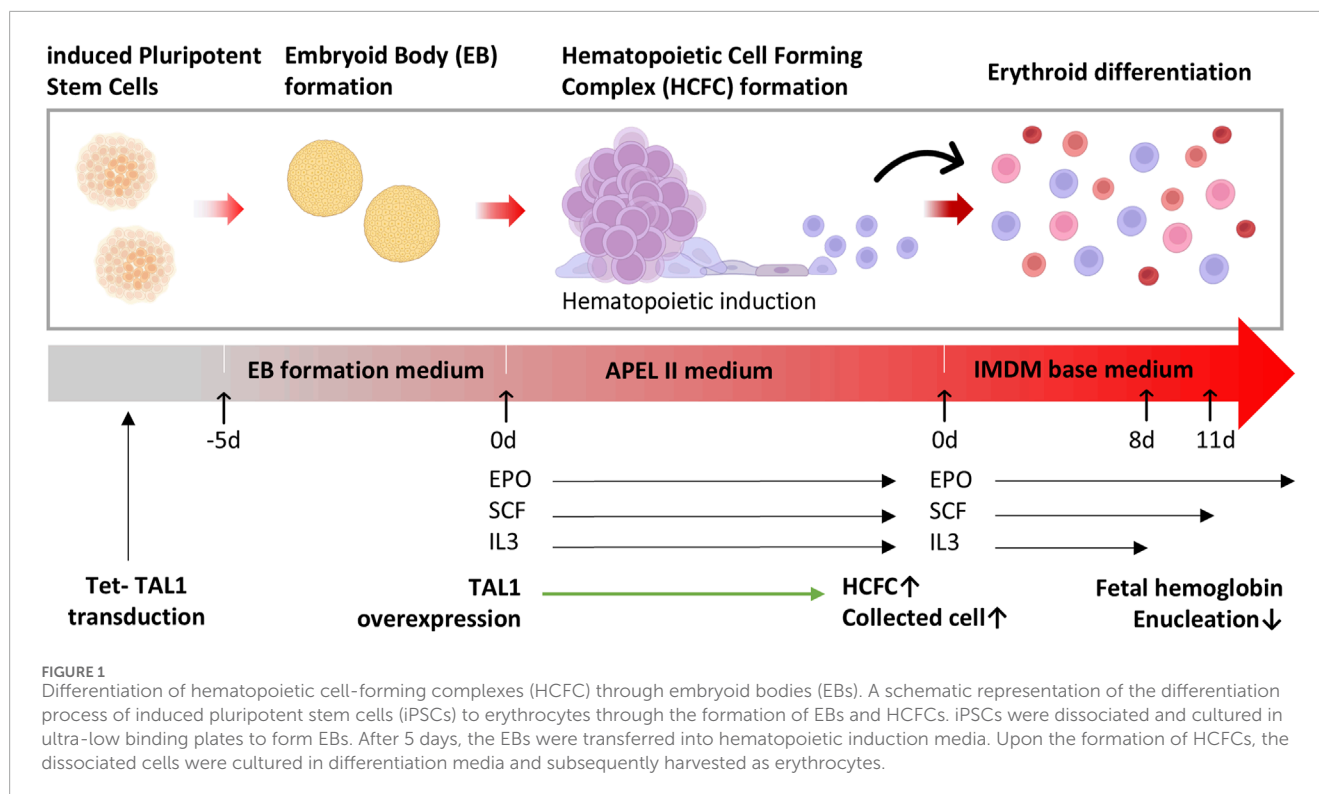 induced Pluripotent
Stem Cells
Embryoid Body (EB)
formation
Hematopoietic Cell Forming
Complex (HCFC) formation
Erythroid differentiation
Hematopoietic induction
EB formation medium
APEL II medium
IMDM base medium
-5d
0d
0d
8d
11d
EPO
SCF
IL3
EPO
SCF
IL3
Tet- TAL1
transduction
TAL1
overexpression
HCFC↑
Collected cell↑
Fetal hemoglobin
Enucleation↓
FIGURE 1
Differentiation of hematopoietic cell-forming complexes (HCFC) through embryoid bodies (EBs). A schematic representation of the differentiation
process of induced pluripotent stem cells (iPSCs) to erythrocytes through the formation of EBs and HCFCs. iPSCs were dissociated and cultured in
ultra-low binding plates to form EBs. After 5 days, the EBs were transferred into hematopoietic induction media. Upon the formation of HCFCs, the
dissociated cells were cultured in differentiation media and subsequently harvested as erythrocytes.